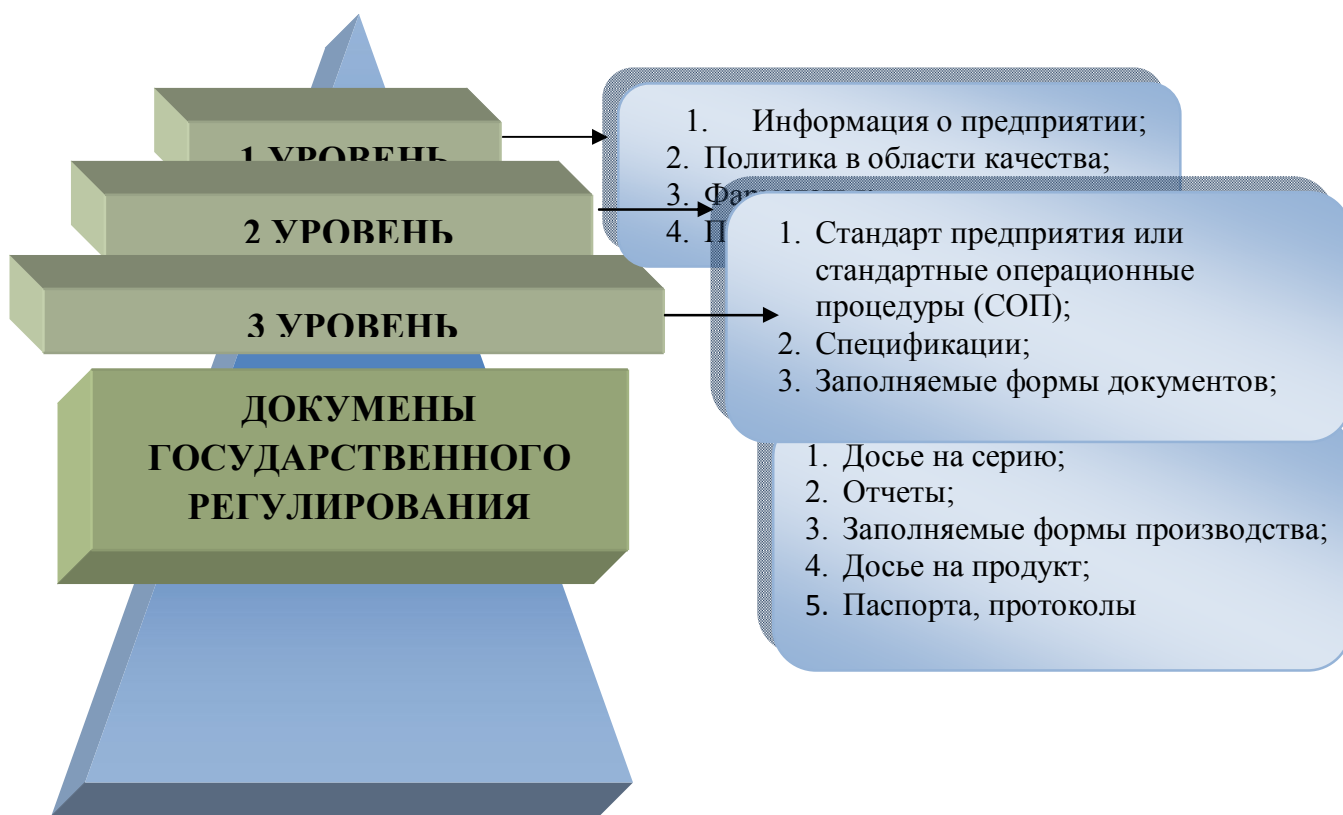 1 УРОВЕНЬ
2 УРОВЕНЬ
3 УРОВЕНЬ
ДОКУМЕНЫ
ГОСУДАРСТВЕННОГО
РЕГУЛИРОВАНИЯ
1. Информация о предприятии;
2. Политика в области качества;
3.
4.
1. Стандарт предприятия или
стандартные операционные
процедуры (СОП);
2. Спецификации;
3. Заполняемые формы документов;
1. Досье на серию;
2. Отчеты;
3. Заполняемые формы производства;
4. Досье на продукт;
5. Паспорта, протоколы